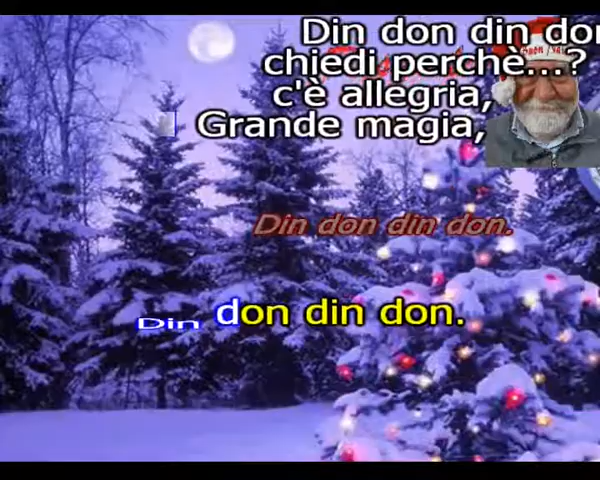 Din don din don
chiedi perchè...?
c'è allegria,
Grande magia,
Din don din don.
Din don din don.